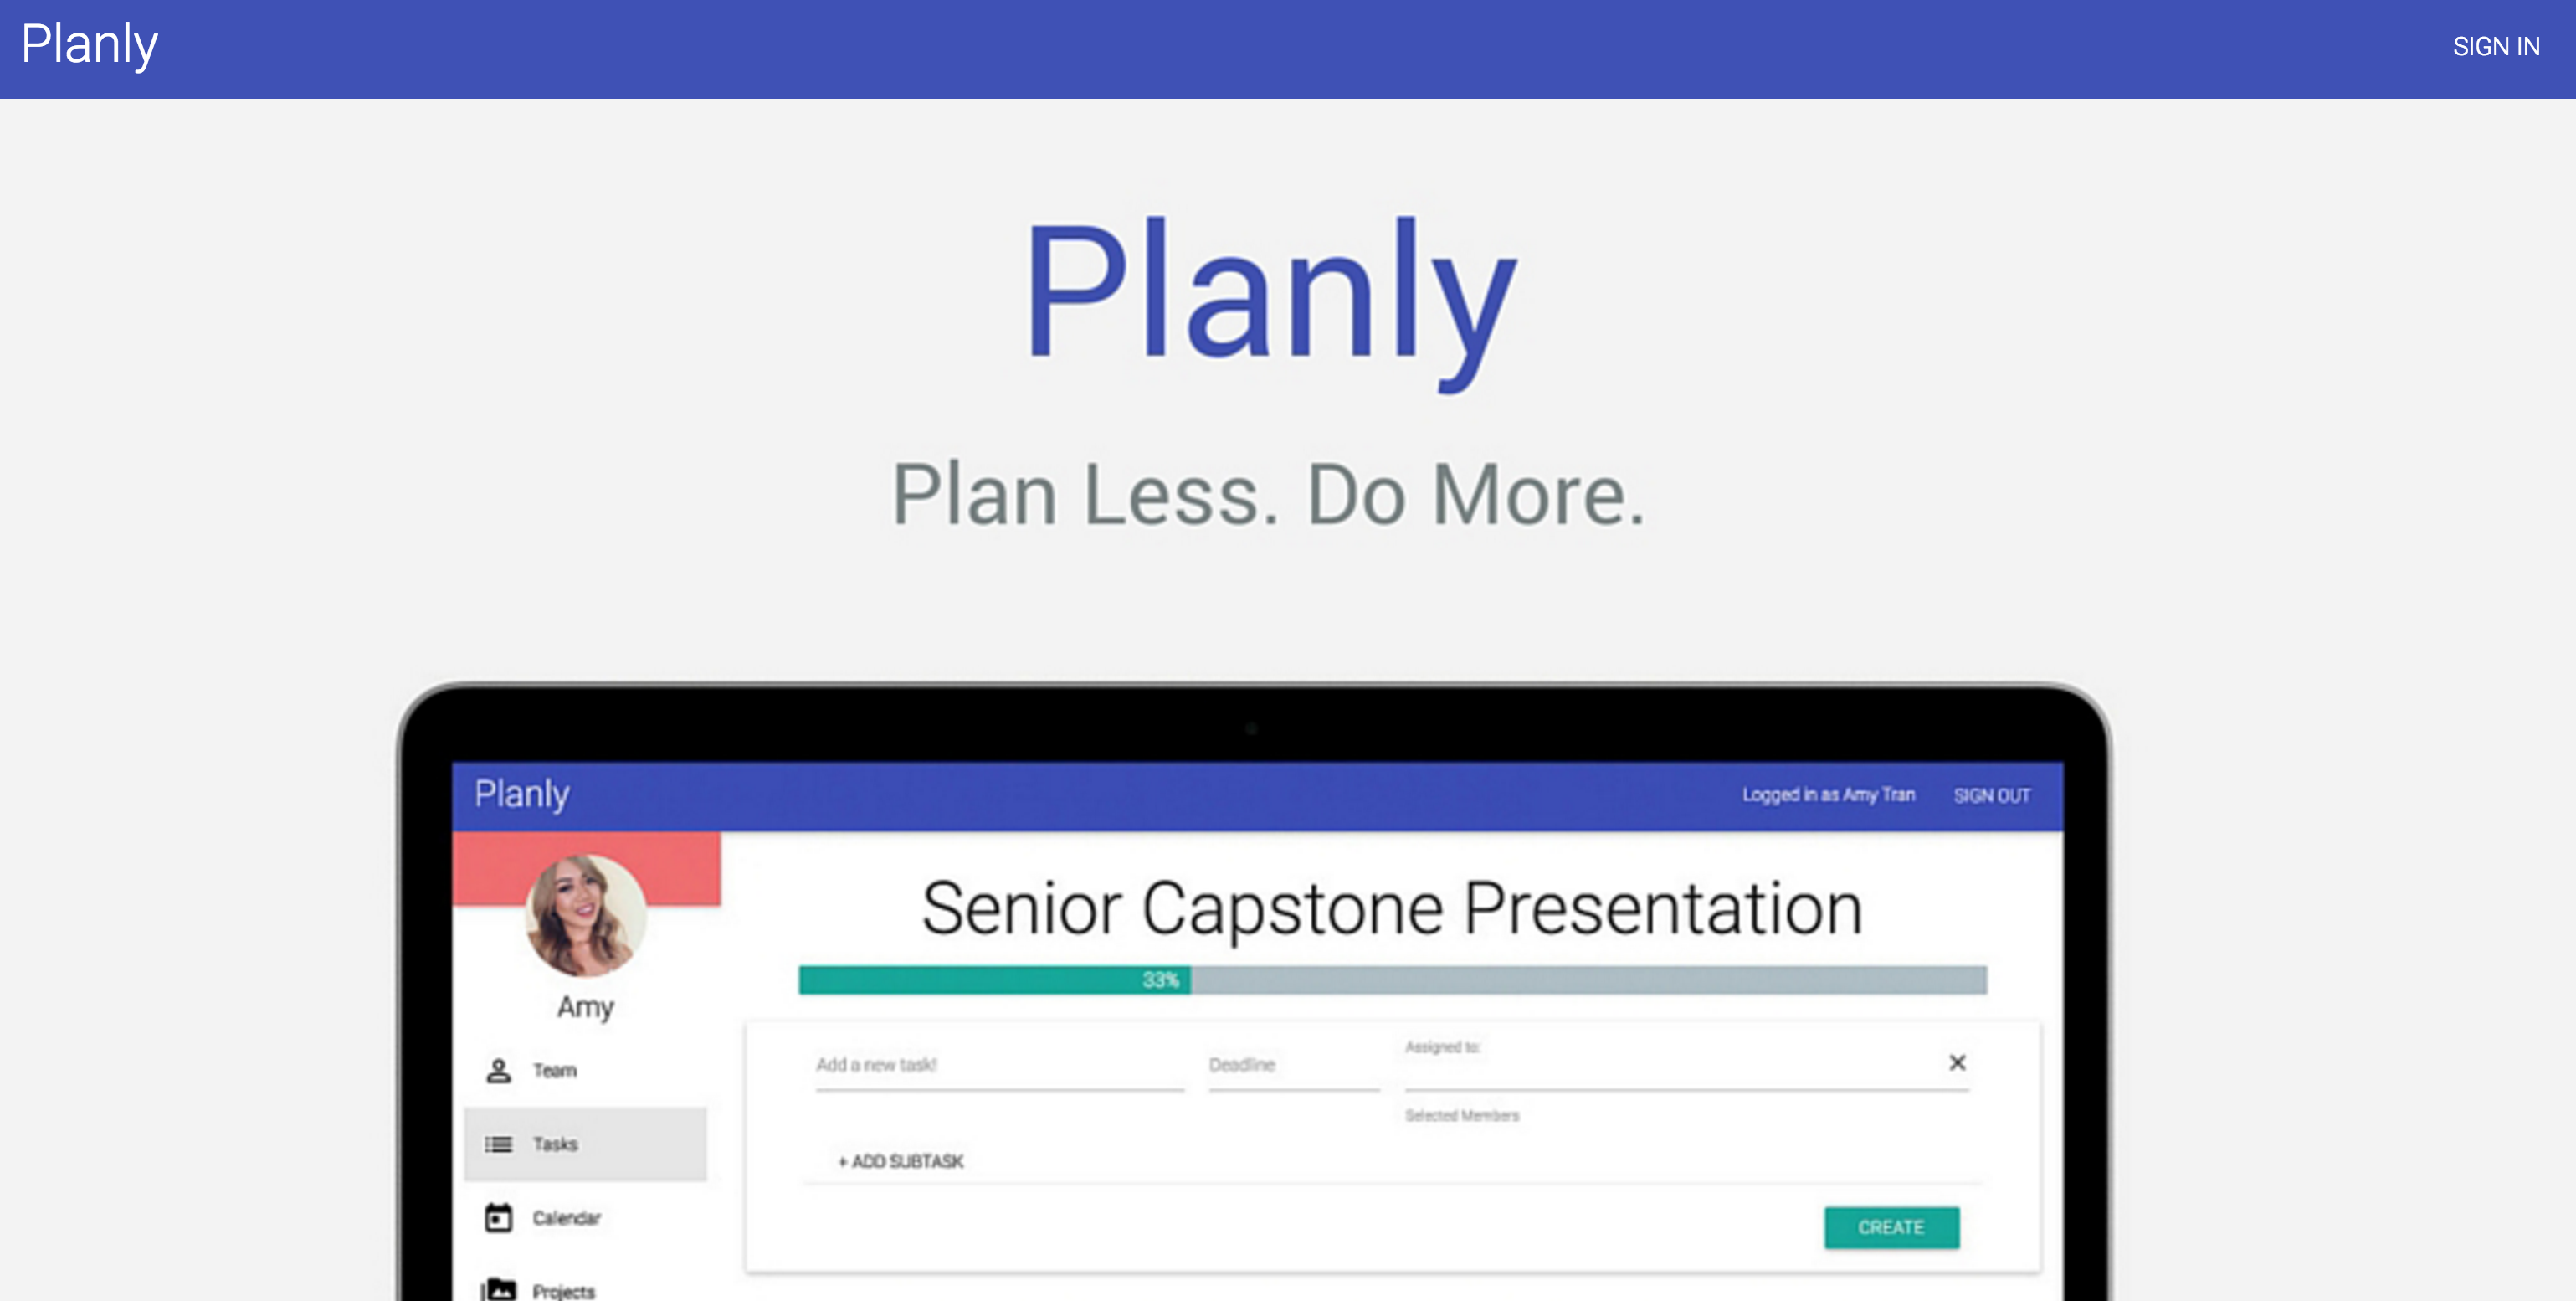 Planly
SIGN IN
Planly
Plan Less. Do More.
Planly
Logged in as Amy Tran
SIGN OUT
Senior Capstone Presentation
33%
Amy
Team
Tasks
Calendar
Projects
Add a new task!
Deadline
Assigned to:
Selected Members
+ ADD SUBTASK
CREATE